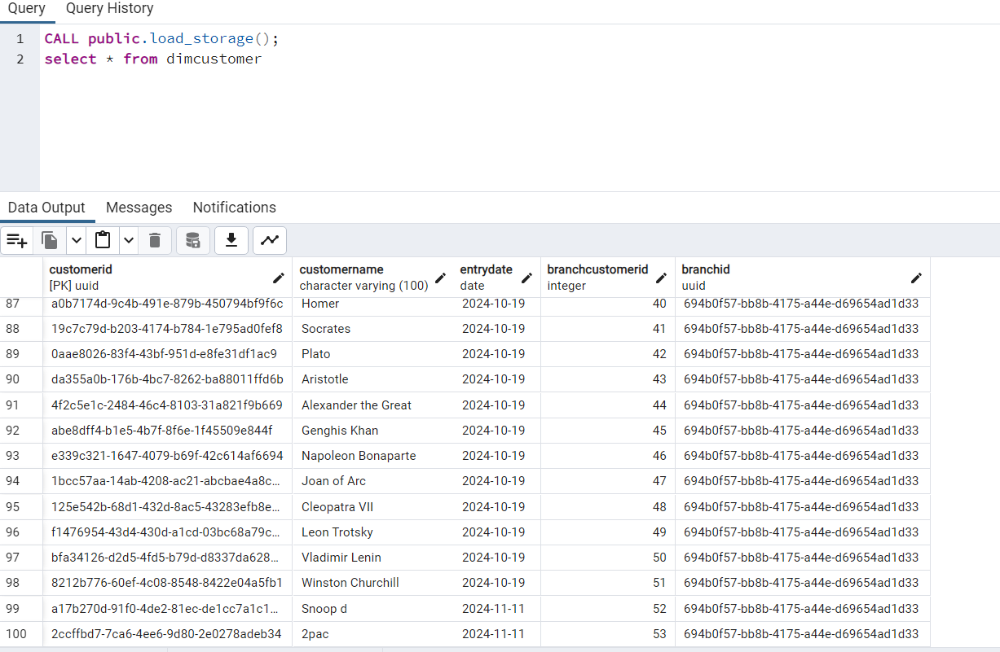 Query Query History
1 CALL public.load_storage();
2 select * from dimcustomer
Data Output Messages Notifications
customerid customername entrydate branchcustomerid branchid
[PK] uuid character varying (100) date integer uuid
87 a0b7174d-9c4b-491e-879b-450794bf9f6c Homer 2024-10-19 40 694b0f57-bb8b-4175-a44e-d69654ad1d33
88 19c7c79d-b203-4174-b784-1e795ad0fef8 Socrates 2024-10-19 41 694b0f57-bb8b-4175-a44e-d69654ad1d33
89 0aae8026-83f4-43bf-951d-e8fe31df1ac9 Plato 2024-10-19 42 694b0f57-bb8b-4175-a44e-d69654ad1d33
90 da355a0b-176b-4bc7-8262-ba88011ffd6b Aristotle 2024-10-19 43 694b0f57-bb8b-4175-a44e-d69654ad1d33
91 4f2c5e1c-2484-46c4-8103-31a821f9b669 Alexander the Great 2024-10-19 44 694b0f57-bb8b-4175-a44e-d69654ad1d33
92 abe8dff4-b1e5-4b7f-8f6e-1f45509e844f Genghis Khan 2024-10-19 45 694b0f57-bb8b-4175-a44e-d69654ad1d33
93 e339c321-1647-4079-b69f-42c614af6694 Napoleon Bonaparte 2024-10-19 46 694b0f57-bb8b-4175-a44e-d69654ad1d33
94 1bcc57aa-14ab-4208-ac21-abcbae4a8c... Joan of Arc 2024-10-19 47 694b0f57-bb8b-4175-a44e-d69654ad1d33
95 125e542b-68d1-432d-8ac5-43283efb8e... Cleopatra VII 2024-10-19 48 694b0f57-bb8b-4175-a44e-d69654ad1d33
96 f1476954-43d4-430d-a1cd-03bc68a79c... Leon Trotsky 2024-10-19 49 694b0f57-bb8b-4175-a44e-d69654ad1d33
97 bfa34126-d2d5-4fd5-b79d-d8337da628... Vladimir Lenin 2024-10-19 50 694b0f57-bb8b-4175-a44e-d69654ad1d33
98 8212b776-60ef-4c08-8548-8422e04a5fb1 Winston Churchill 2024-10-19 51 694b0f57-bb8b-4175-a44e-d69654ad1d33
99 a17b270d-91f0-4de2-81ec-de1cc7a1c1... Snoop d 2024-11-11 52 694b0f57-bb8b-4175-a44e-d69654ad1d33
100 2ccffbd7-7ca6-4ee6-9d80-2e0278adeb34 2pac 2024-11-11 53 694b0f57-bb8b-4175-a44e-d69654ad1d33